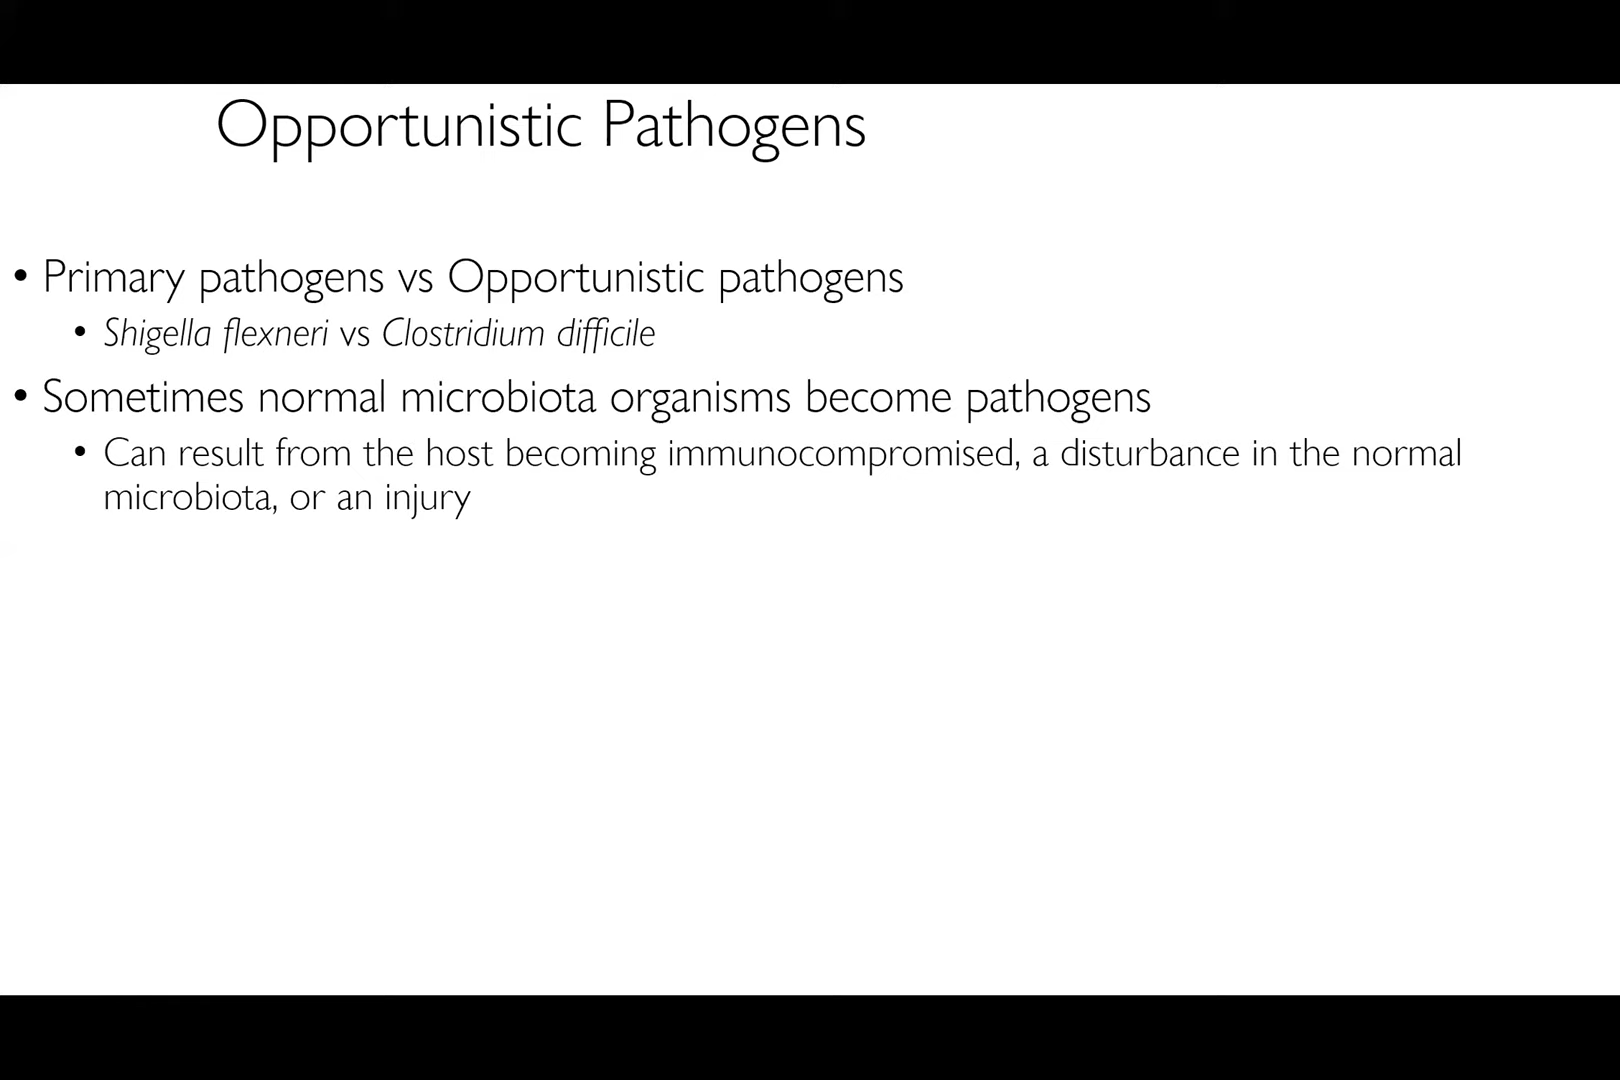 Opportunistic Pathogens
• Primary pathogens vs Opportunistic pathogens
• Shigella flexneri vs Clostridium difficile
• Sometimes normal microbiota organisms become pathogens
• Can result from the host becoming immunocompromised, a disturbance in the normal
microbiota, or an injury